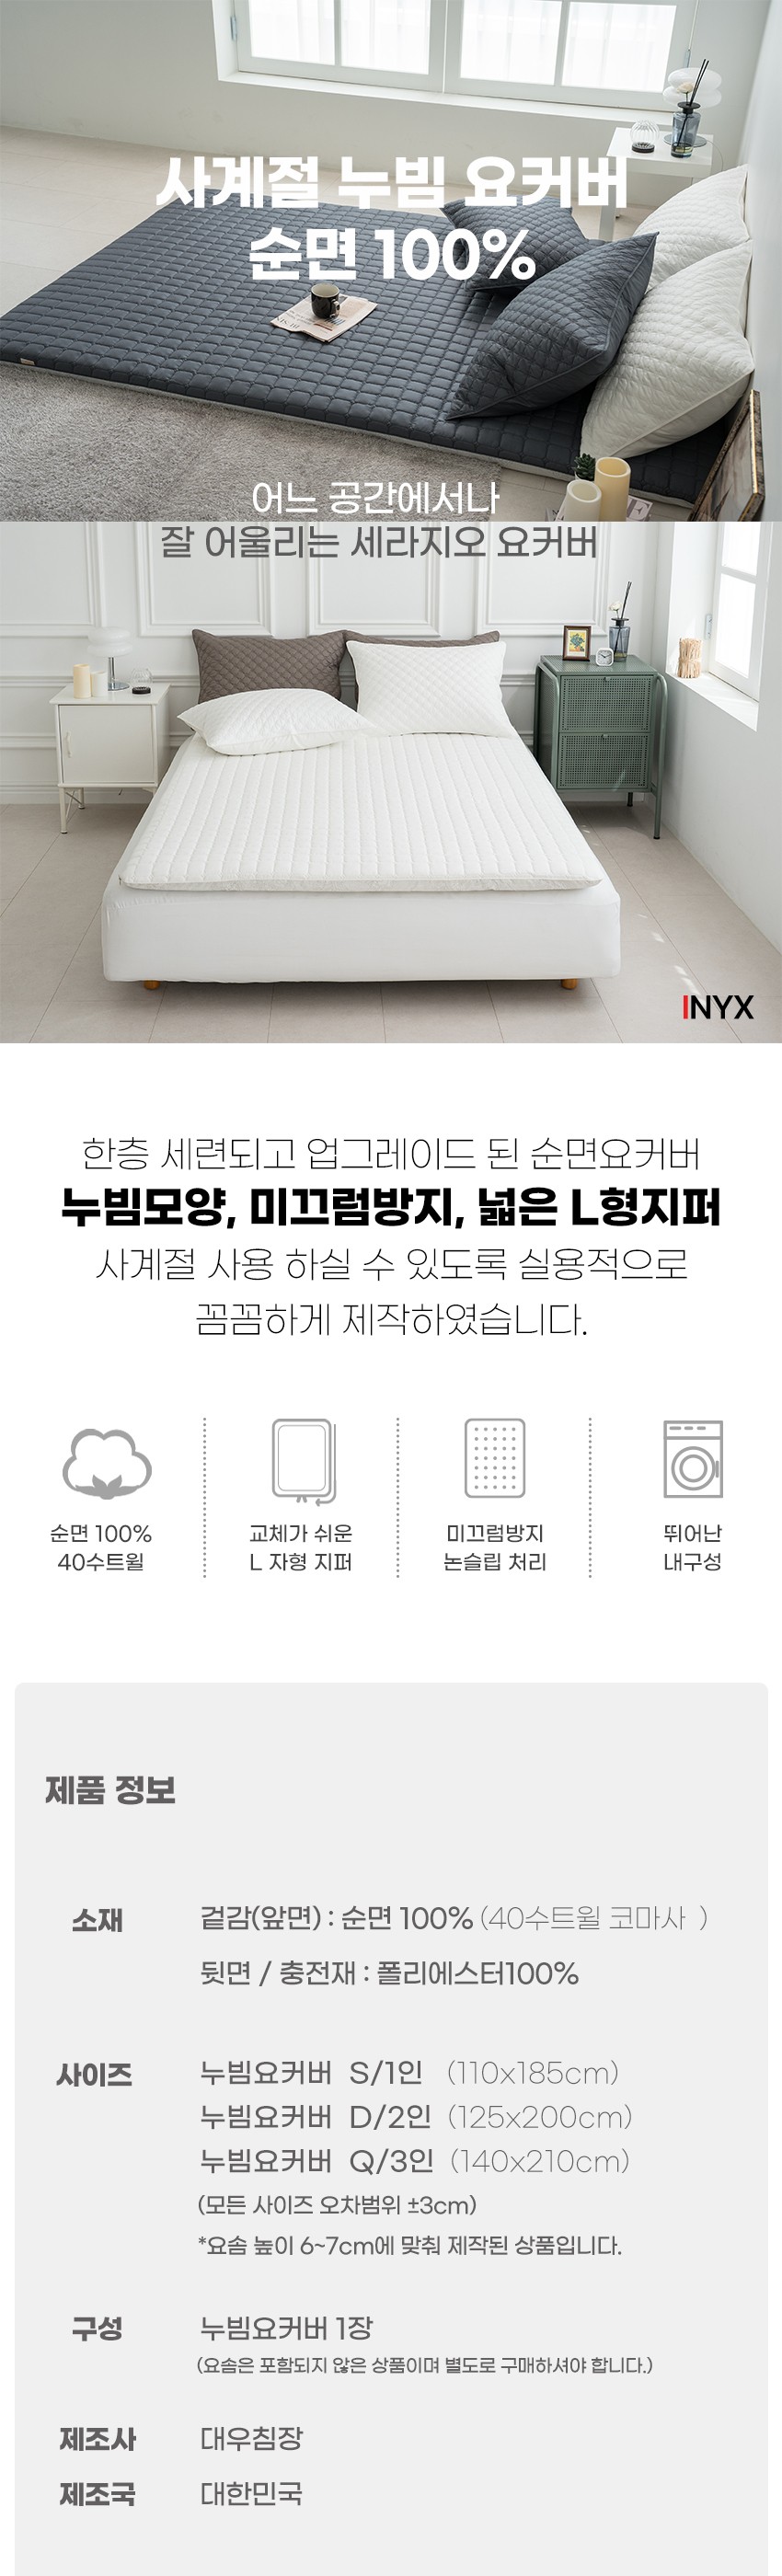 사계절 누빔 요커버
순면 100%
어느 공간에서나
잘 어울리는 세라지오 요커버
INYX
한층 세련되고 업그레이드 된 순면요커버
누빔모양, 미끄럼방지, 넓은 L형지퍼
사계절 사용 하실 수 있도록 실용적으로
꼼꼼하게 제작하였습니다.
순면 100%
40수트윌
교체가 쉬운
L 자형 지퍼
미끄럼방지
논슬립 처리
뛰어난
내구성
제품 정보
소재
겉감(앞면) : 순면 100% (40수트윌 코마사 )
뒷면 / 충전재 : 폴리에스터100%
사이즈
누빔요커버 S/1인 (110x185cm)
누빔요커버 D/2인 (125x200cm)
누빔요커버 Q/3인 (140x210cm)
(모든 사이즈 오차범위 ±3cm)
*요솜 높이 6~7cm에 맞춰 제작된 상품입니다.
구성
누빔요커버 1장
(요솜은 포함되지 않은 상품이며 별도로 구매하셔야 합니다.)
제조사
대우침장
제조국
대한민국